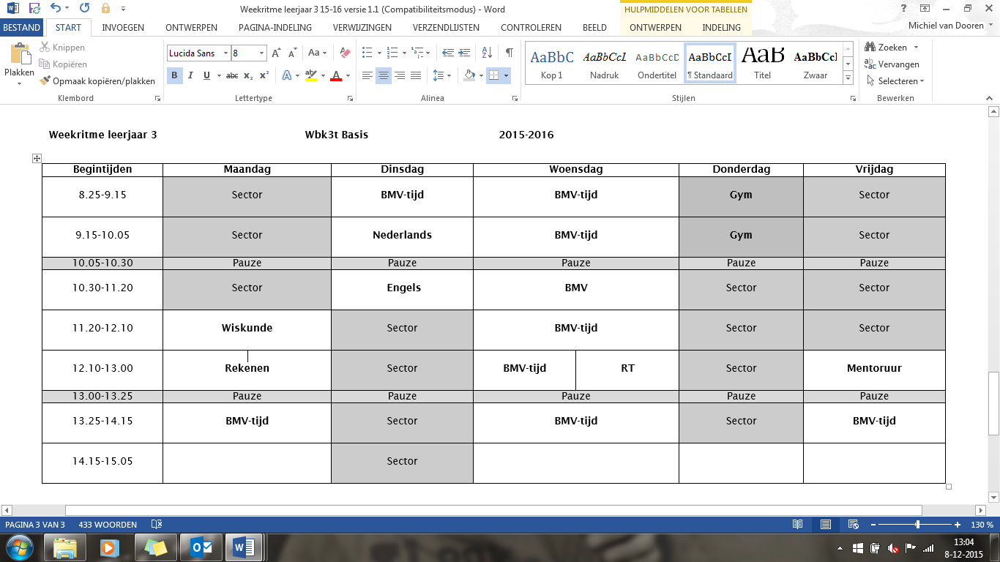 Weekritme leerjaar 3 15-16 versie 1.1 (Compatibiliteitsmodus) - Word
HULPMIDDELEN VOOR TABELLEN
BESTAND START INVOEGEN ONTWERPEN PAGINA-INDELING VERWIJZINGEN VERZENDLIJSTEN CONTROLEREN BEELD ONTWERPEN INDELING Michiel van Dooren
Plakken
Knippen
Kopiëren
Opmaak kopiëren/plakken
Klembord
Lucida Sans 8
Lettertype
Alinea
AaBbC AaBbCcI AaBbCcD AaBbCcI AaB AaBbCcI
Kop 1 Nadruk Ondertitel ¶ Standaard Titel Zwaar
Stijlen
Zoeken
Vervangen
Selecteren
Bewerken
Weekritme leerjaar 3 Wbk3t Basis 2015-2016
Begintijden Maandag Dinsdag Woensdag Donderdag Vrijdag
8.25-9.15 Sector BMV-tijd BMV-tijd Gym Sector
9.15-10.05 Sector Nederlands BMV-tijd Gym Sector
10.05-10.30 Pauze Pauze Pauze Pauze Pauze
10.30-11.20 Sector Engels BMV Sector Sector
11.20-12.10 Wiskunde Sector BMV-tijd Sector Sector
12.10-13.00 Rekenen Sector BMV-tijd RT Sector Mentoruur
13.00-13.25 Pauze Pauze Pauze Pauze Pauze
13.25-14.15 BMV-tijd Sector BMV-tijd Sector BMV-tijd
14.15-15.05 Sector
PAGINA 3 VAN 3 433 WOORDEN 130 %
13:04
8-12-2015